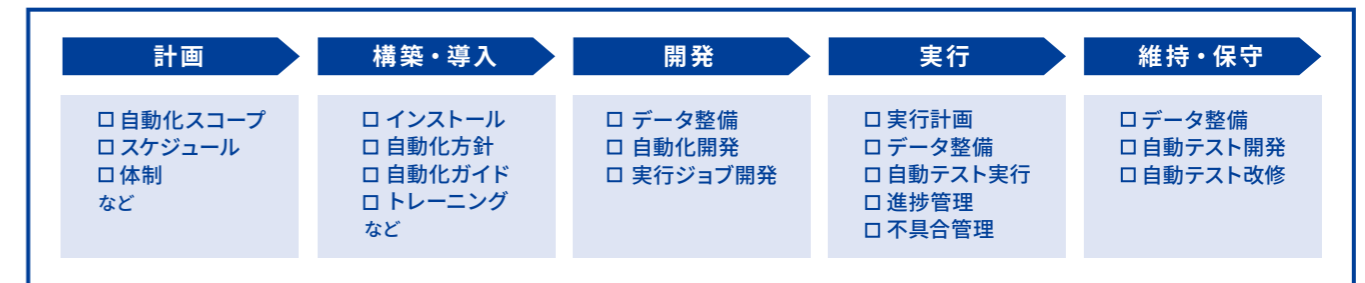 計画
□ 自動化スコープ
□ スケジュール
□ 体制
など
構築・導入
□ インストール
□ 自動化方針
□ 自動化ガイド
□ トレーニング
など
開発
□ データ整備
□ 自動化開発
□ 実行ジョブ開発
実行
□ 実行計画
□ データ整備
□ 自動テスト実行
□ 進捗管理
□ 不具合管理
維持・保守
□ データ整備
□ 自動テスト開発
□ 自動テスト改修